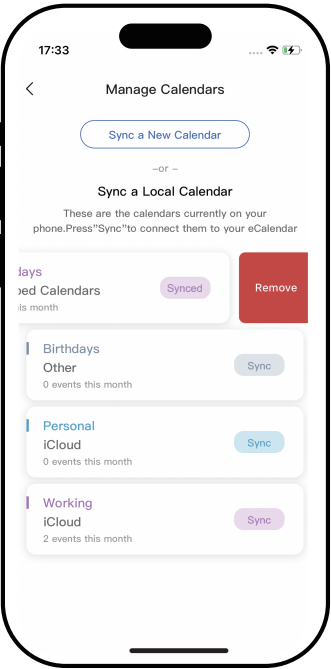 17:33
Manage Calendars
Sync a New Calendar
–or –
Sync a Local Calendar
These are the calendars currently on your
phone.Press”Sync”to connect them to your eCalendar
days
Calendars
Synced
is month
Remove
Birthdays
Other
Sync
0 events this month
Personal
iCloud
Sync
0 events this month
Working
iCloud
Sync
2 events this month